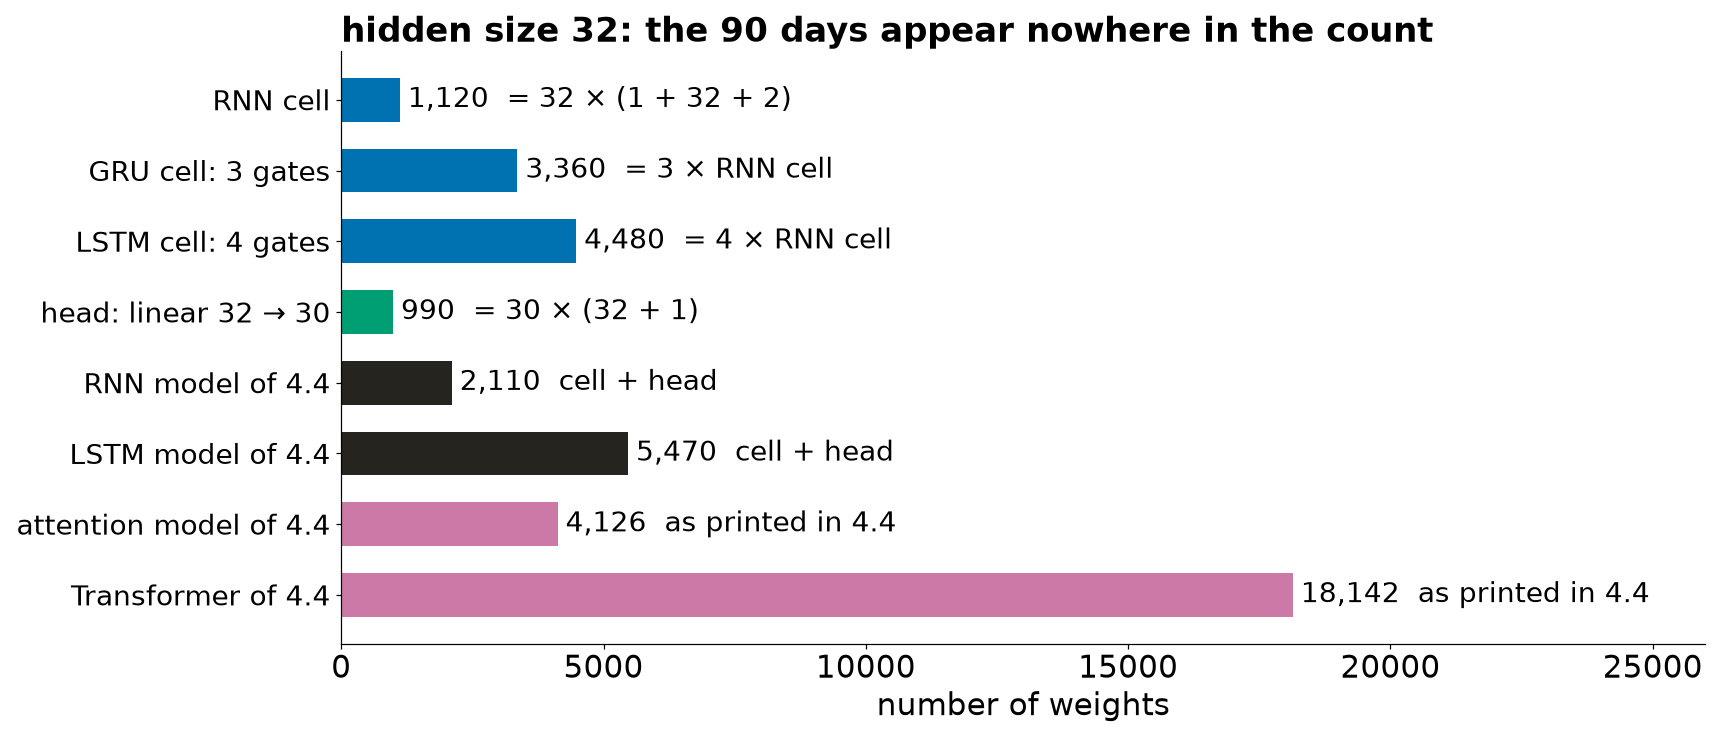 hidden size 32: the 90 days appear nowhere in the count
RNN cell 1,120 = 32 × (1 + 32 + 2)
GRU cell: 3 gates 3,360 = 3 × RNN cell
LSTM cell: 4 gates 4,480 = 4 × RNN cell
head: linear 32 → 30 990 = 30 × (32 + 1)
RNN model of 4.4 2,110 cell + head
LSTM model of 4.4 5,470 cell + head
attention model of 4.4 4,126 as printed in 4.4
Transformer of 4.4 18,142 as printed in 4.4
0 5000 10000 15000 20000 25000
number of weights